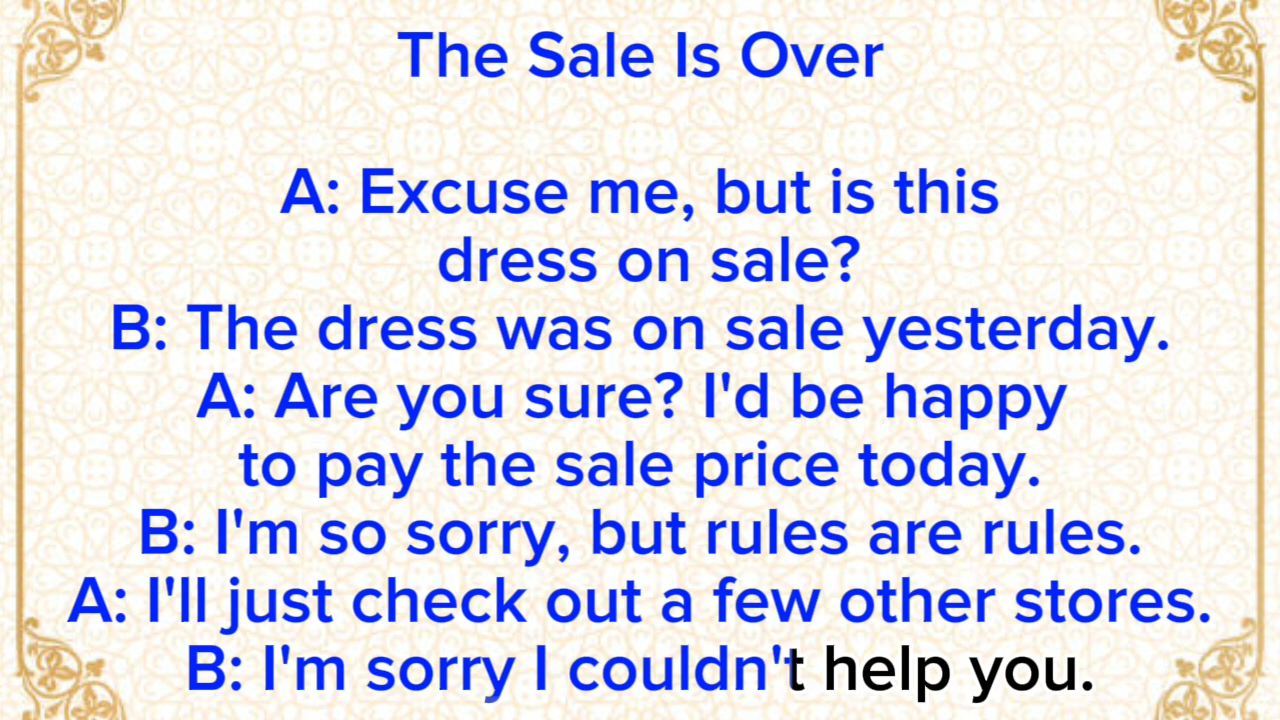 The Sale Is Over
A: Excuse me, but is this
dress on sale?
B: The dress was on sale yesterday.
A: Are you sure? I'd be happy
to pay the sale price today.
B: I'm so sorry, but rules are rules.
A: I'll just check out a few other stores.
B: I'm sorry I couldn't help you.